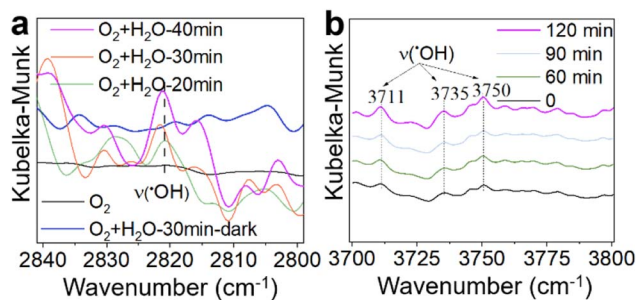 a
O₂+H₂O-40min
O₂+H₂O-30min
O₂+H₂O-20min
ν(•OH)
O₂
O₂+H₂O-30min-dark
Kubelka-Munk
2840 2830 2820 2810 2800
Wavenumber (cm⁻¹)
b
120 min
90 min
60 min
0
ν(•OH)
3711 3735 3750
Kubelka-Munk
3700 3725 3750 3775 3800
Wavenumber (cm⁻¹)